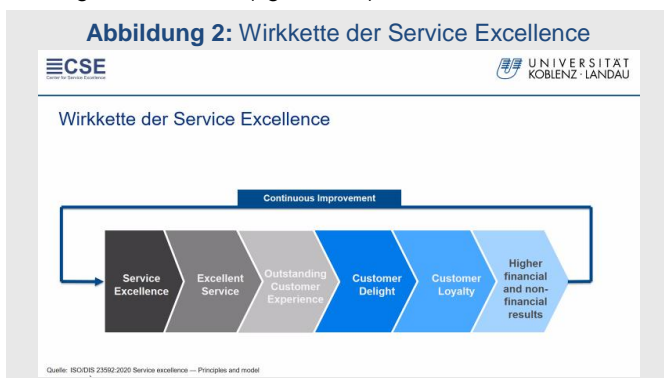 Abbildung 2: Wirkkette der Service Excellence
CSE
Center for Service Excellence
UNIVERSITÄT
KOBLENZ · LANDAU
Wirkkette der Service Excellence
Continuous Improvement
Service
Excellence
Excellent
Service
Outstanding
Customer
Experience
Customer
Delight
Customer
Loyalty
Higher
financial
and non-
financial
results
Quelle: ISO/DIS 23592:2020 Service excellence — Principles and model